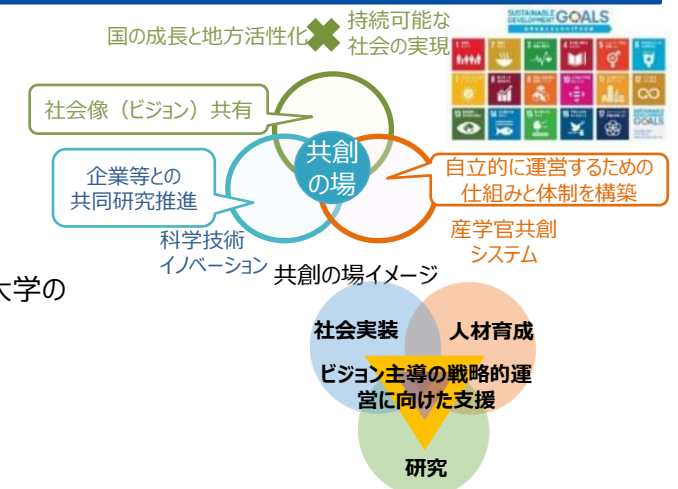 SUSTAINABLE
DEVELOPMENT GOALS
国の成長と地方活性化
持続可能な
社会の実現
社会像（ビジョン）共有
共創
の場
企業等との
共同研究推進
自立的に運営するための
仕組みと体制を構築
科学技術
イノベーション
産学官共創
システム
共創の場イメージ
大学の
社会実装
人材育成
ビジョン主導の戦略的運
営に向けた支援
研究